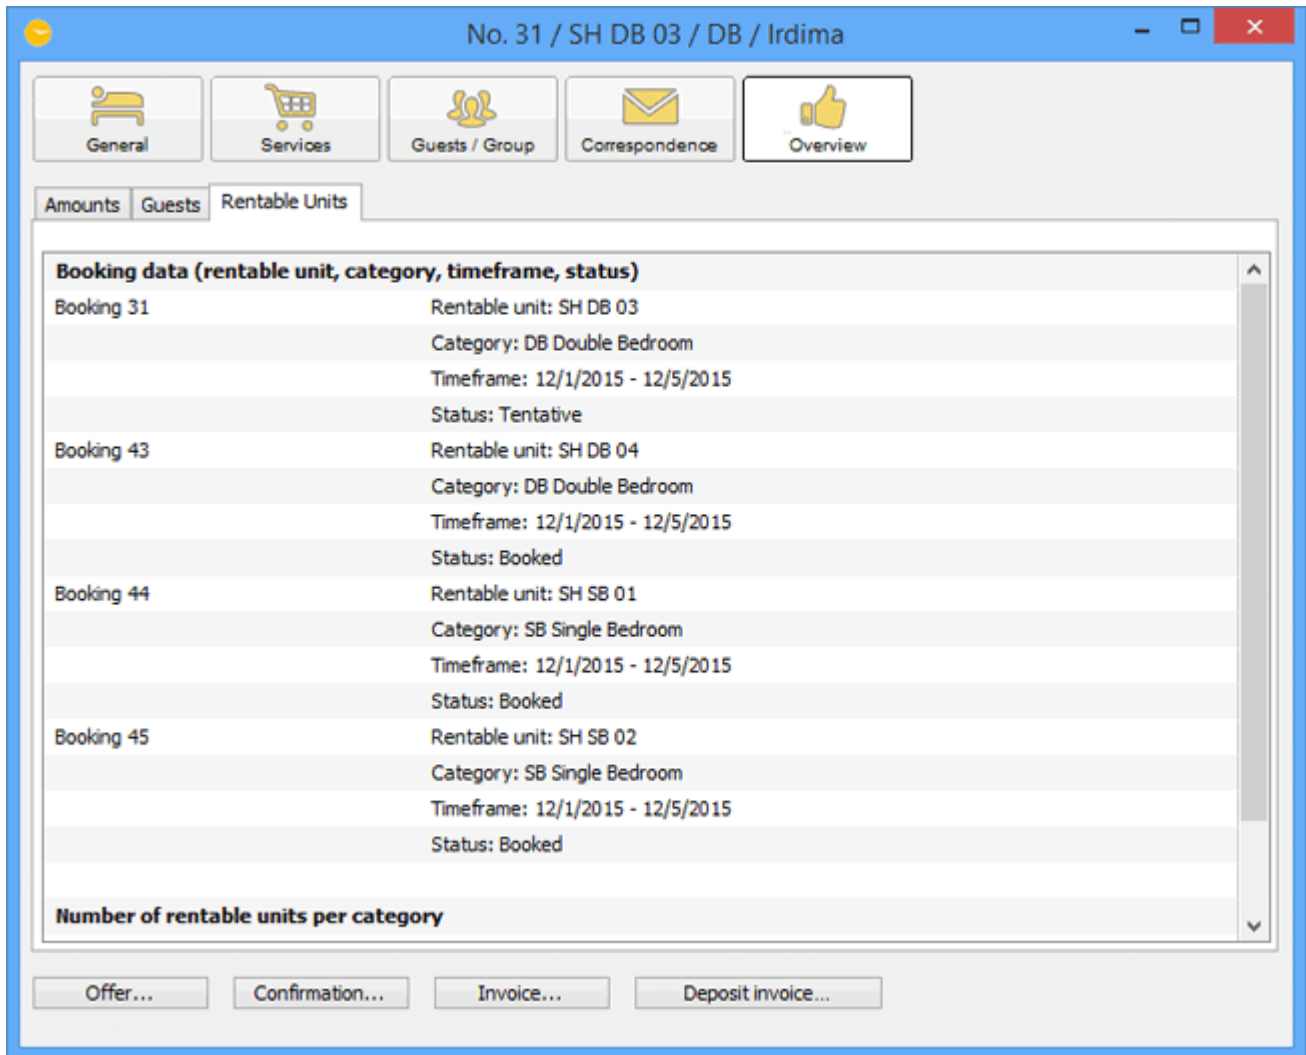 No. 31 / SH DB 03 / DB / Irdima
General
Services
Guests / Group
Correspondence
Overview
Amounts
Guests
Rentable Units
Booking data (rentable unit, category, timeframe, status)
Booking 31 Rentable unit: SH DB 03
Category: DB Double Bedroom
Timeframe: 12/1/2015 - 12/5/2015
Status: Tentative
Booking 43 Rentable unit: SH DB 04
Category: DB Double Bedroom
Timeframe: 12/1/2015 - 12/5/2015
Status: Booked
Booking 44 Rentable unit: SH SB 01
Category: SB Single Bedroom
Timeframe: 12/1/2015 - 12/5/2015
Status: Booked
Booking 45 Rentable unit: SH SB 02
Category: SB Single Bedroom
Timeframe: 12/1/2015 - 12/5/2015
Status: Booked
Number of rentable units per category
Offer...
Confirmation...
Invoice...
Deposit invoice...